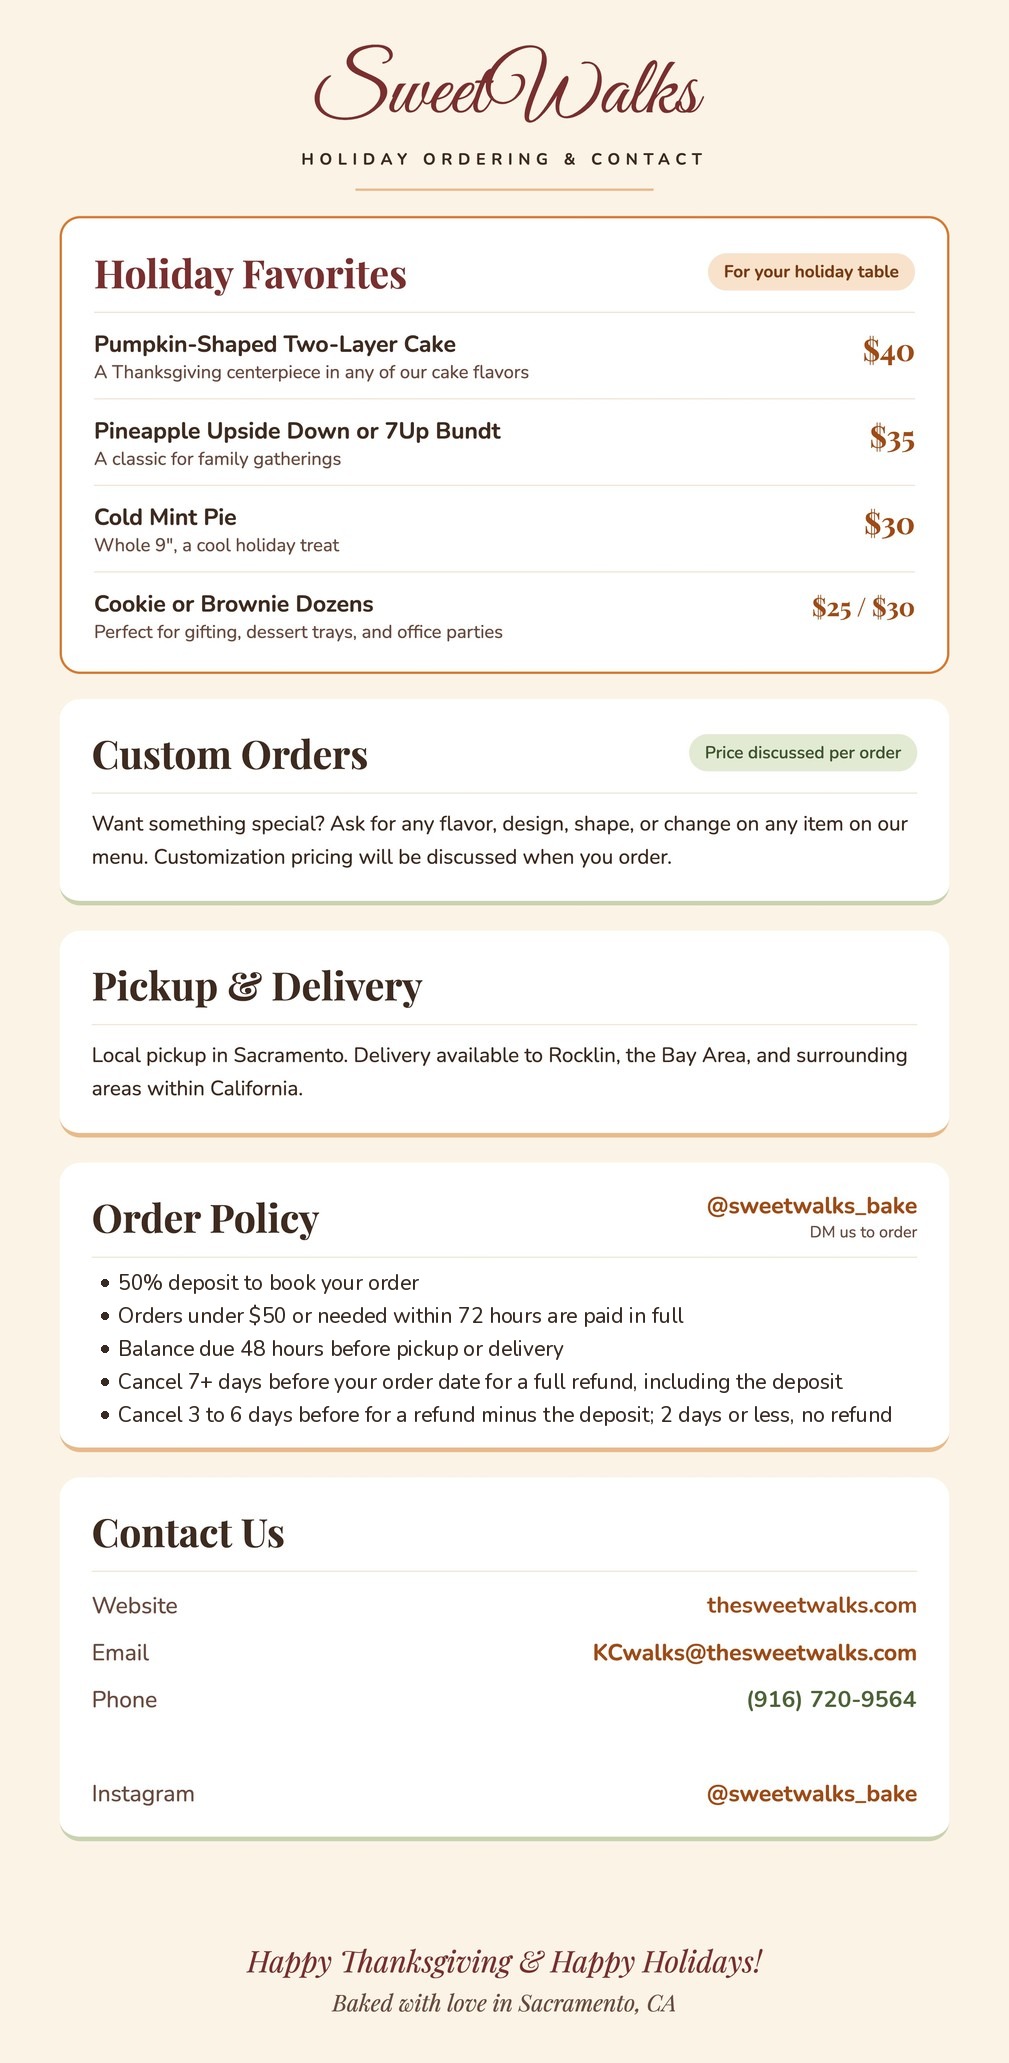 SweetWalks
HOLIDAY ORDERING & CONTACT
Holiday Favorites
For your holiday table
Pumpkin-Shaped Two-Layer Cake
$40
A Thanksgiving centerpiece in any of our cake flavors
Pineapple Upside Down or 7Up Bundt
$35
A classic for family gatherings
Cold Mint Pie
$30
Whole 9", a cool holiday treat
Cookie or Brownie Dozens
$25 / $30
Perfect for gifting, dessert trays, and office parties
Custom Orders
Price discussed per order
Want something special? Ask for any flavor, design, shape, or change on any item on our
menu. Customization pricing will be discussed when you order.
Pickup & Delivery
Local pickup in Sacramento. Delivery available to Rocklin, the Bay Area, and surrounding
areas within California.
Order Policy
@sweetwalks_bake
DM us to order
• 50% deposit to book your order
• Orders under $50 or needed within 72 hours are paid in full
• Balance due 48 hours before pickup or delivery
• Cancel 7+ days before your order date for a full refund, including the deposit
• Cancel 3 to 6 days before for a refund minus the deposit; 2 days or less, no refund
Contact Us
Website
thesweetwalks.com
Email
KCwalks@thesweetwalks.com
Phone
(916) 720-9564
Instagram
@sweetwalks_bake
Happy Thanksgiving & Happy Holidays!
Baked with love in Sacramento, CA